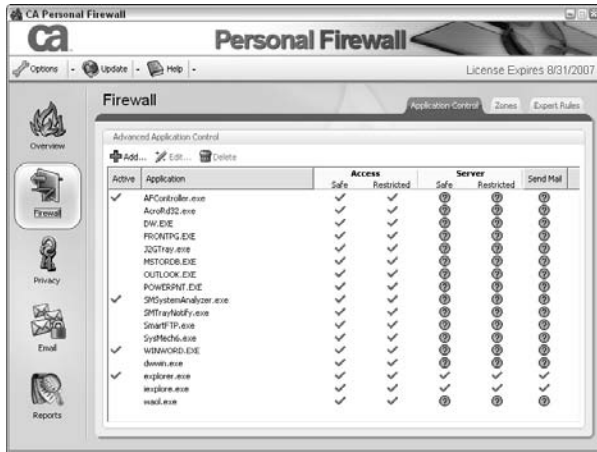 CA Personal Firewall
ca
Personal Firewall
Options Update Help License Expires 8/31/2007
Overview
Firewall
Privacy
Email
Reports
Firewall
Application Control Zones Expert Rules
Advanced Application Control
Add... Edit... Delete
Active Application Access Server Send Mail
Safe Restricted Safe Restricted
AFController.exe
AcroRd32.exe
DW.EXE
FRONTPG.EXE
J2GTray.exe
MSTORDB.EXE
OUTLOOK.EXE
POWERPNT.EXE
SMSystemAnalyzer.exe
SMTrayNotify.exe
SmartFTP.exe
SysMech6.exe
WINWORD.EXE
dwwin.exe
explorer.exe
iexplore.exe
waol.exe